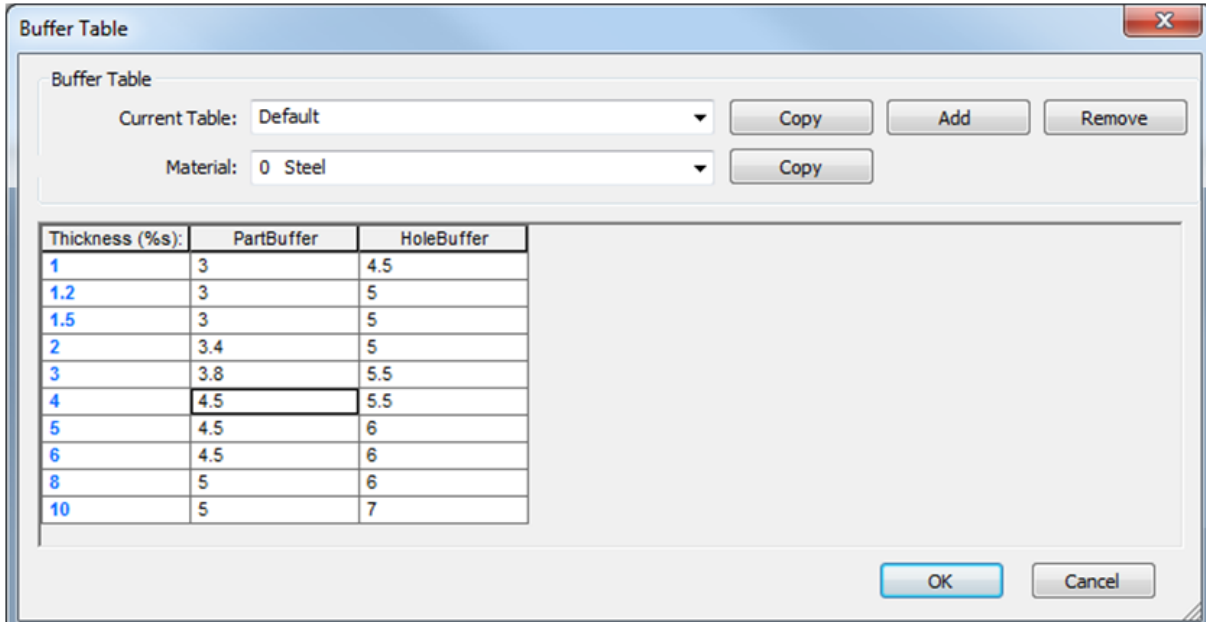 Buffer Table
Buffer Table
Current Table: Default Copy Add Remove
Material: 0 Steel Copy
Thickness (%s): PartBuffer HoleBuffer
1 3 4.5
1.2 3 5
1.5 3 5
2 3.4 5
3 3.8 5.5
4 4.5 5.5
5 4.5 6
6 4.5 6
8 5 6
10 5 7
OK Cancel